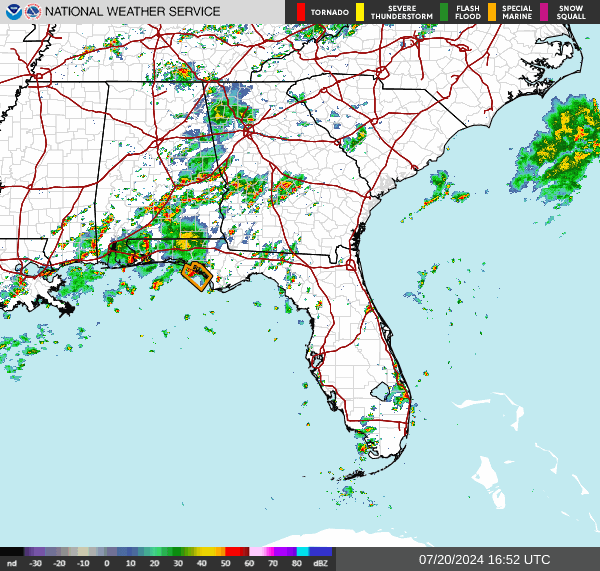 NATIONAL WEATHER SERVICE
TORNADO
SEVERE THUNDERSTORM
FLASH FLOOD
SPECIAL MARINE
SNOW SQUALL
nd -30 -20 -10 0 10 20 30 40 50 60 70 80 dBZ
07/20/2024 16:52 UTC